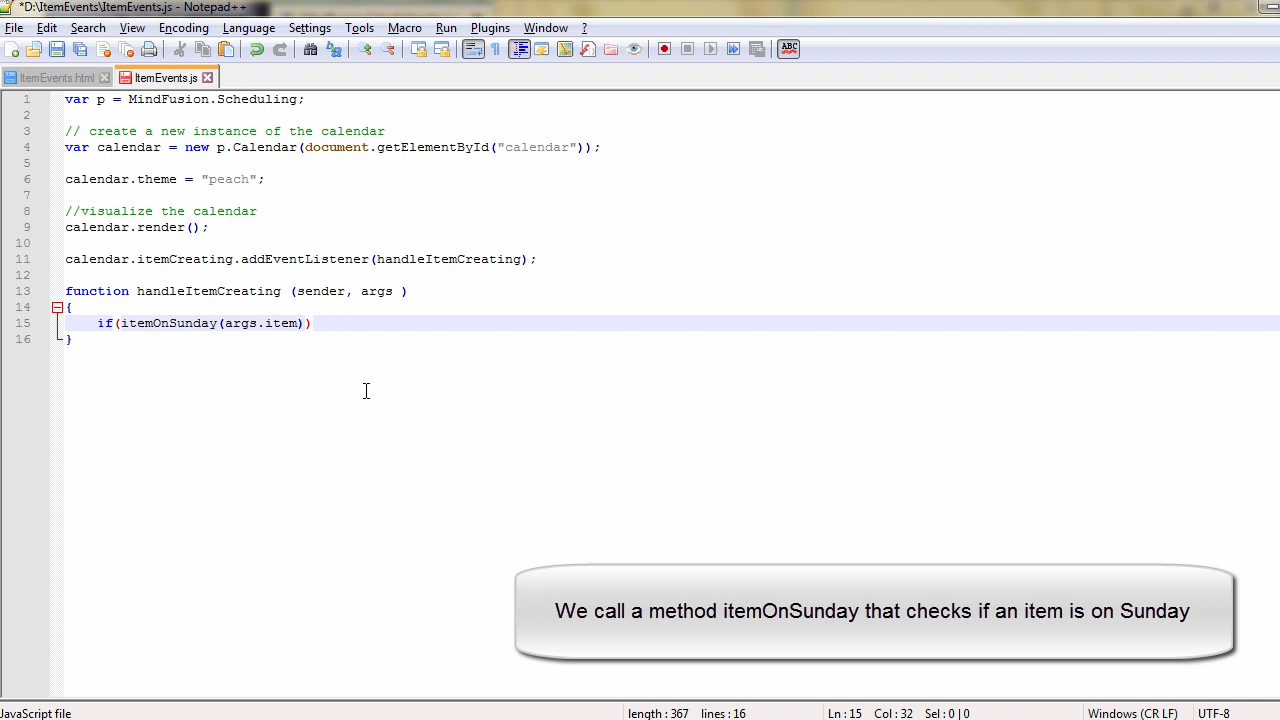 *D:\ItemEvents\ItemEvents.js - Notepad++
File Edit Search View Encoding Language Settings Tools Macro Run Plugins Window ?
ABC
ItemEvents.html ItemEvents.js
1 var p = MindFusion.Scheduling;
2
3 // create a new instance of the calendar
4 var calendar = new p.Calendar(document.getElementById("calendar"));
5
6 calendar.theme = "peach";
7
8 //visualize the calendar
9 calendar.render();
10
11 calendar.itemCreating.addEventListener(handleItemCreating);
12
13 function handleItemCreating (sender, args )
14 {
15 if(itemOnSunday(args.item))
16 }
We call a method itemOnSunday that checks if an item is on Sunday
JavaScript file length : 367 lines : 16 Ln : 15 Col : 32 Sel : 0 | 0 Windows (CR LF) UTF-8